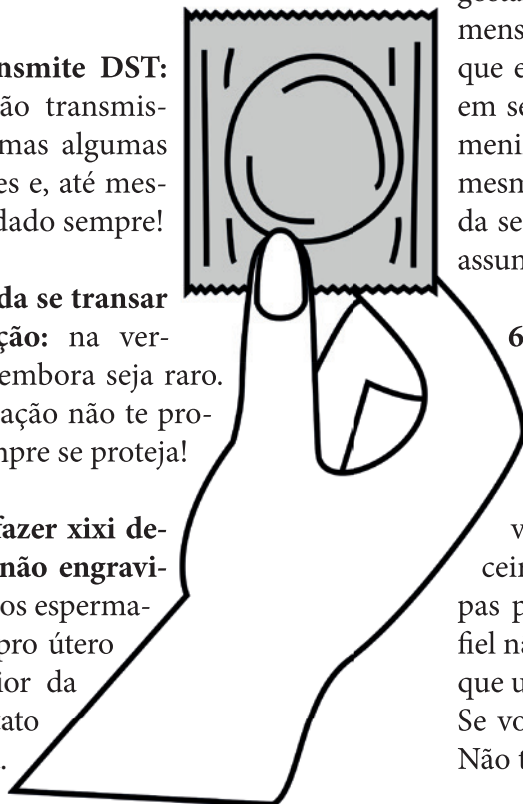 nsmite DST:
ão transmis-
mas algumas
es e, até mes-
dado sempre!
da se transar
ção: na ver-
embora seja raro.
ação não te pro-
mpre se proteja!
fazer xixi de-
não engravi-
os esperma-
pro útero
ior da
tato
mens
que e
em se
meni
mesm
da se
assun
6
v
ceir
pas p
fiel na
que u
Se vo
Não t